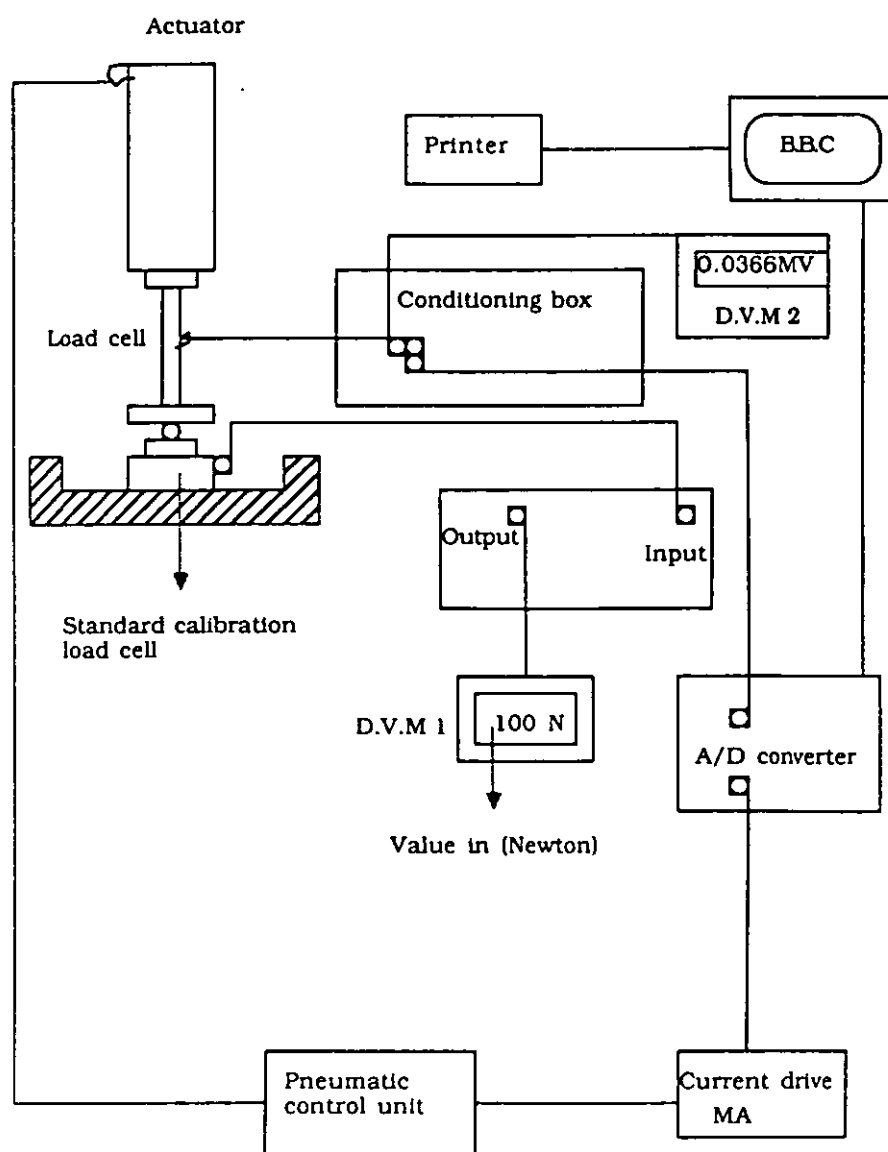 Actuator
Printer
B.B.C
0.0366MV
D.V.M 2
Conditioning box
Load cell
Output
Input
Standard calibration
load cell
D.V.M 1
100 N
A/D converter
Value in (Newton)
Pneumatic
control unit
Current drive
MA